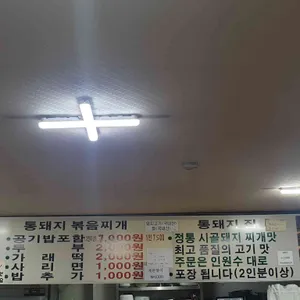 통돼지 볶음찌개
공기밥포함 7,000원
두 부 2,000원
가 래 떡 2,000원
사 리 면 1,000원
밥 추 가 1,000원
통돼지
정통 시골돼지 찌개맛
최고 품질의 고기 맛
주문은 인원수 대로
포장 됩니다(2인분이상)